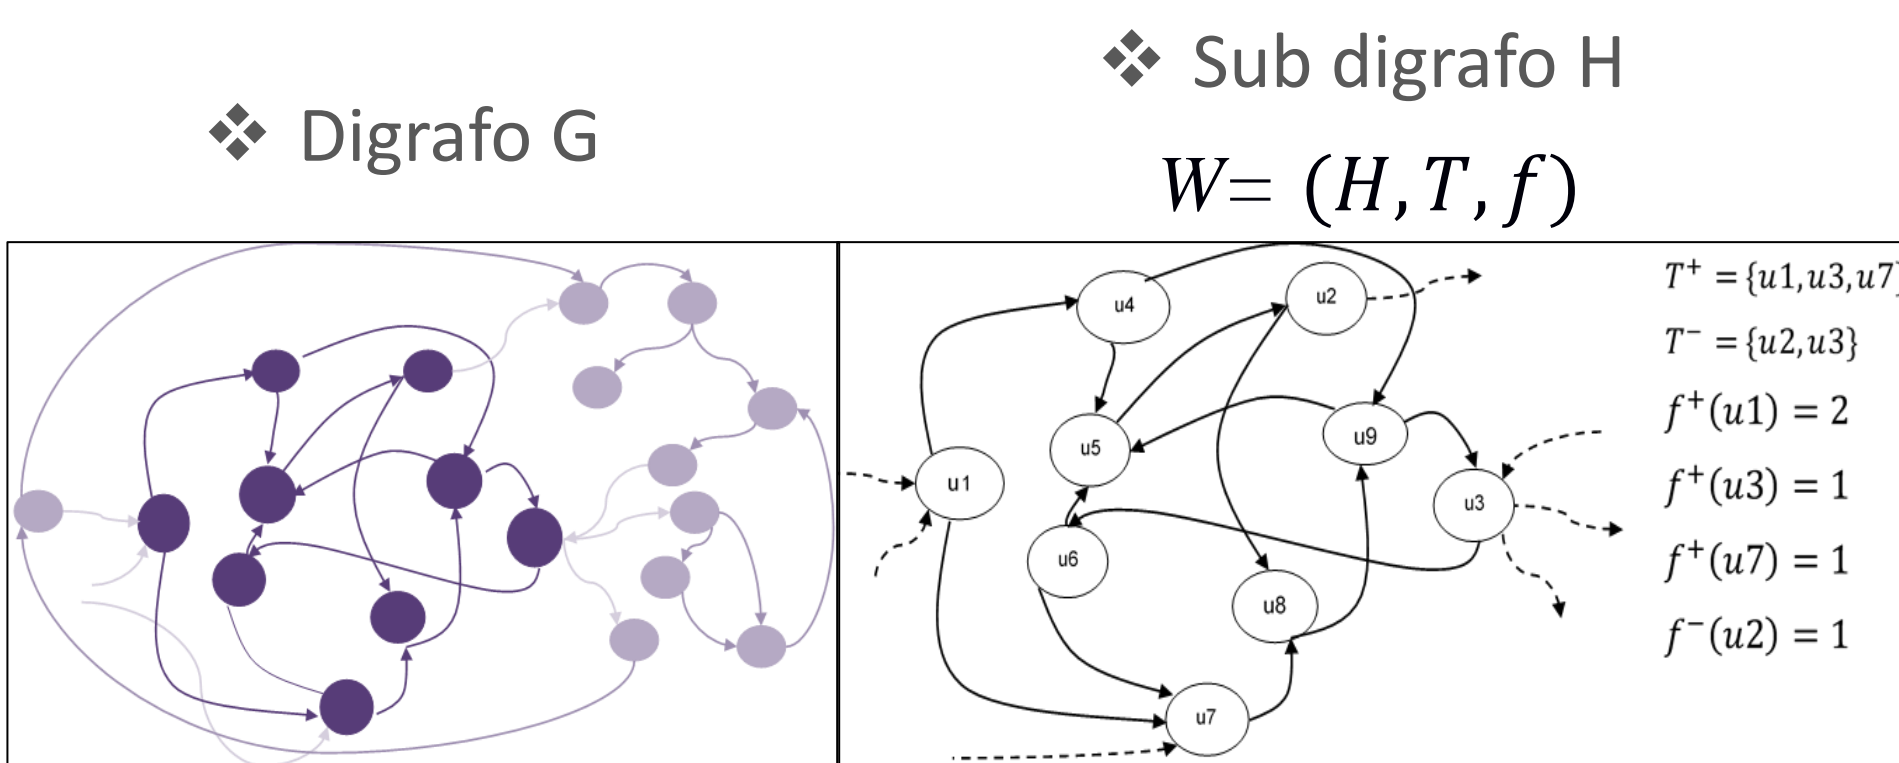 ❖ Digrafo G
❖ Sub digrafo H
W= (H, T, f)
u4
u2
u5
u9
u1
u3
u6
u8
u7
T⁺ = {u1,u3,u7}
T⁻ = {u2,u3}
f⁺(u1) = 2
f⁺(u3) = 1
f⁺(u7) = 1
f⁻(u2) = 1